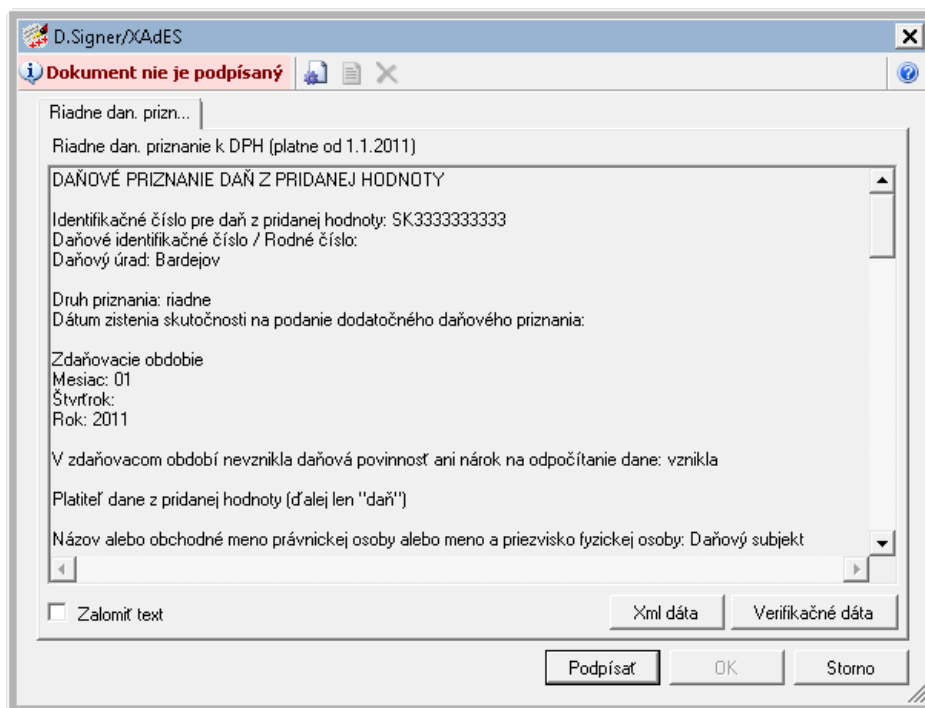 D.Signer/XAdES
Dokument nie je podpísaný
Riadne dan. prizn...
Riadne dan. priznanie k DPH (platne od 1.1.2011)
DAŇOVÉ PRIZNANIE DAŇ Z PRIDANEJ HODNOTY
Identifikačné číslo pre daň z pridanej hodnoty: SK3333333333
Daňové identifikačné číslo / Rodné číslo:
Daňový úrad: Bardejov
Druh priznania: riadne
Dátum zistenia skutočnosti na podanie dodatočného daňového priznania:
Zdaňovacie obdobie
Mesiac: 01
Štvrťrok:
Rok: 2011
V zdaňovacom období nevznikla daňová povinnosť ani nárok na odpočítanie dane: vznikla
Platiteľ dane z pridanej hodnoty (ďalej len "daň")
Názov alebo obchodné meno právnickej osoby alebo meno a priezvisko fyzickej osoby: Daňový subjekt
Zalomiť text
Xml dáta
Verifikačné dáta
Podpísať
OK
Storno